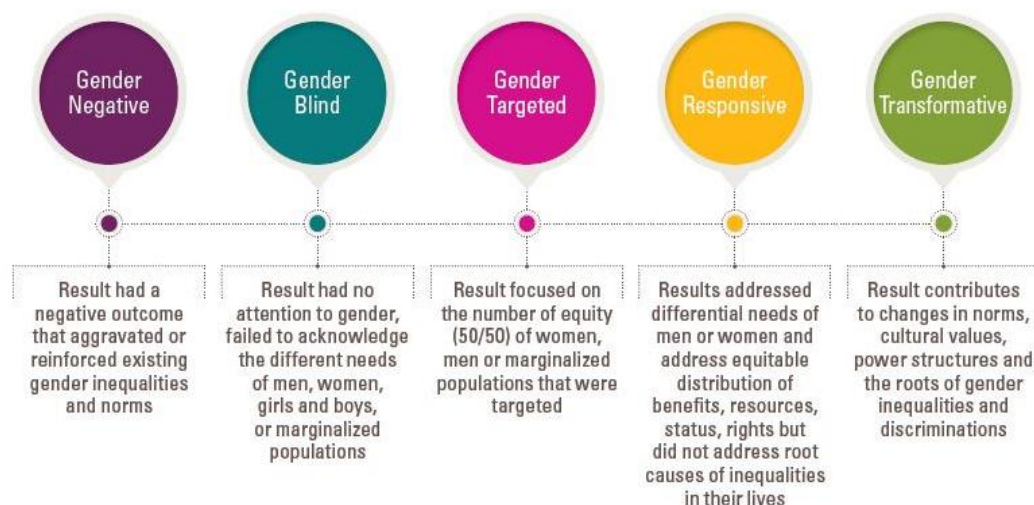 Gender
Negative
Gender
Blind
Gender
Targeted
Gender
Responsive
Gender
Transformative
Result had a
negative outcome
that aggravated or
reinforced existing
gender inequalities
and norms
Result had no
attention to gender,
failed to acknowledge
the different needs
of men, women,
girls and boys,
or marginalized
populations
Result focused on
the number of equity
(50/50) of women,
men or marginalized
populations that were
targeted
Results addressed
differential needs of
men or women and
address equitable
distribution of
benefits, resources,
status, rights but
did not address root
causes of inequalities
in their lives
Result contributes
to changes in norms,
cultural values,
power structures and
the roots of gender
inequalities and
discriminations